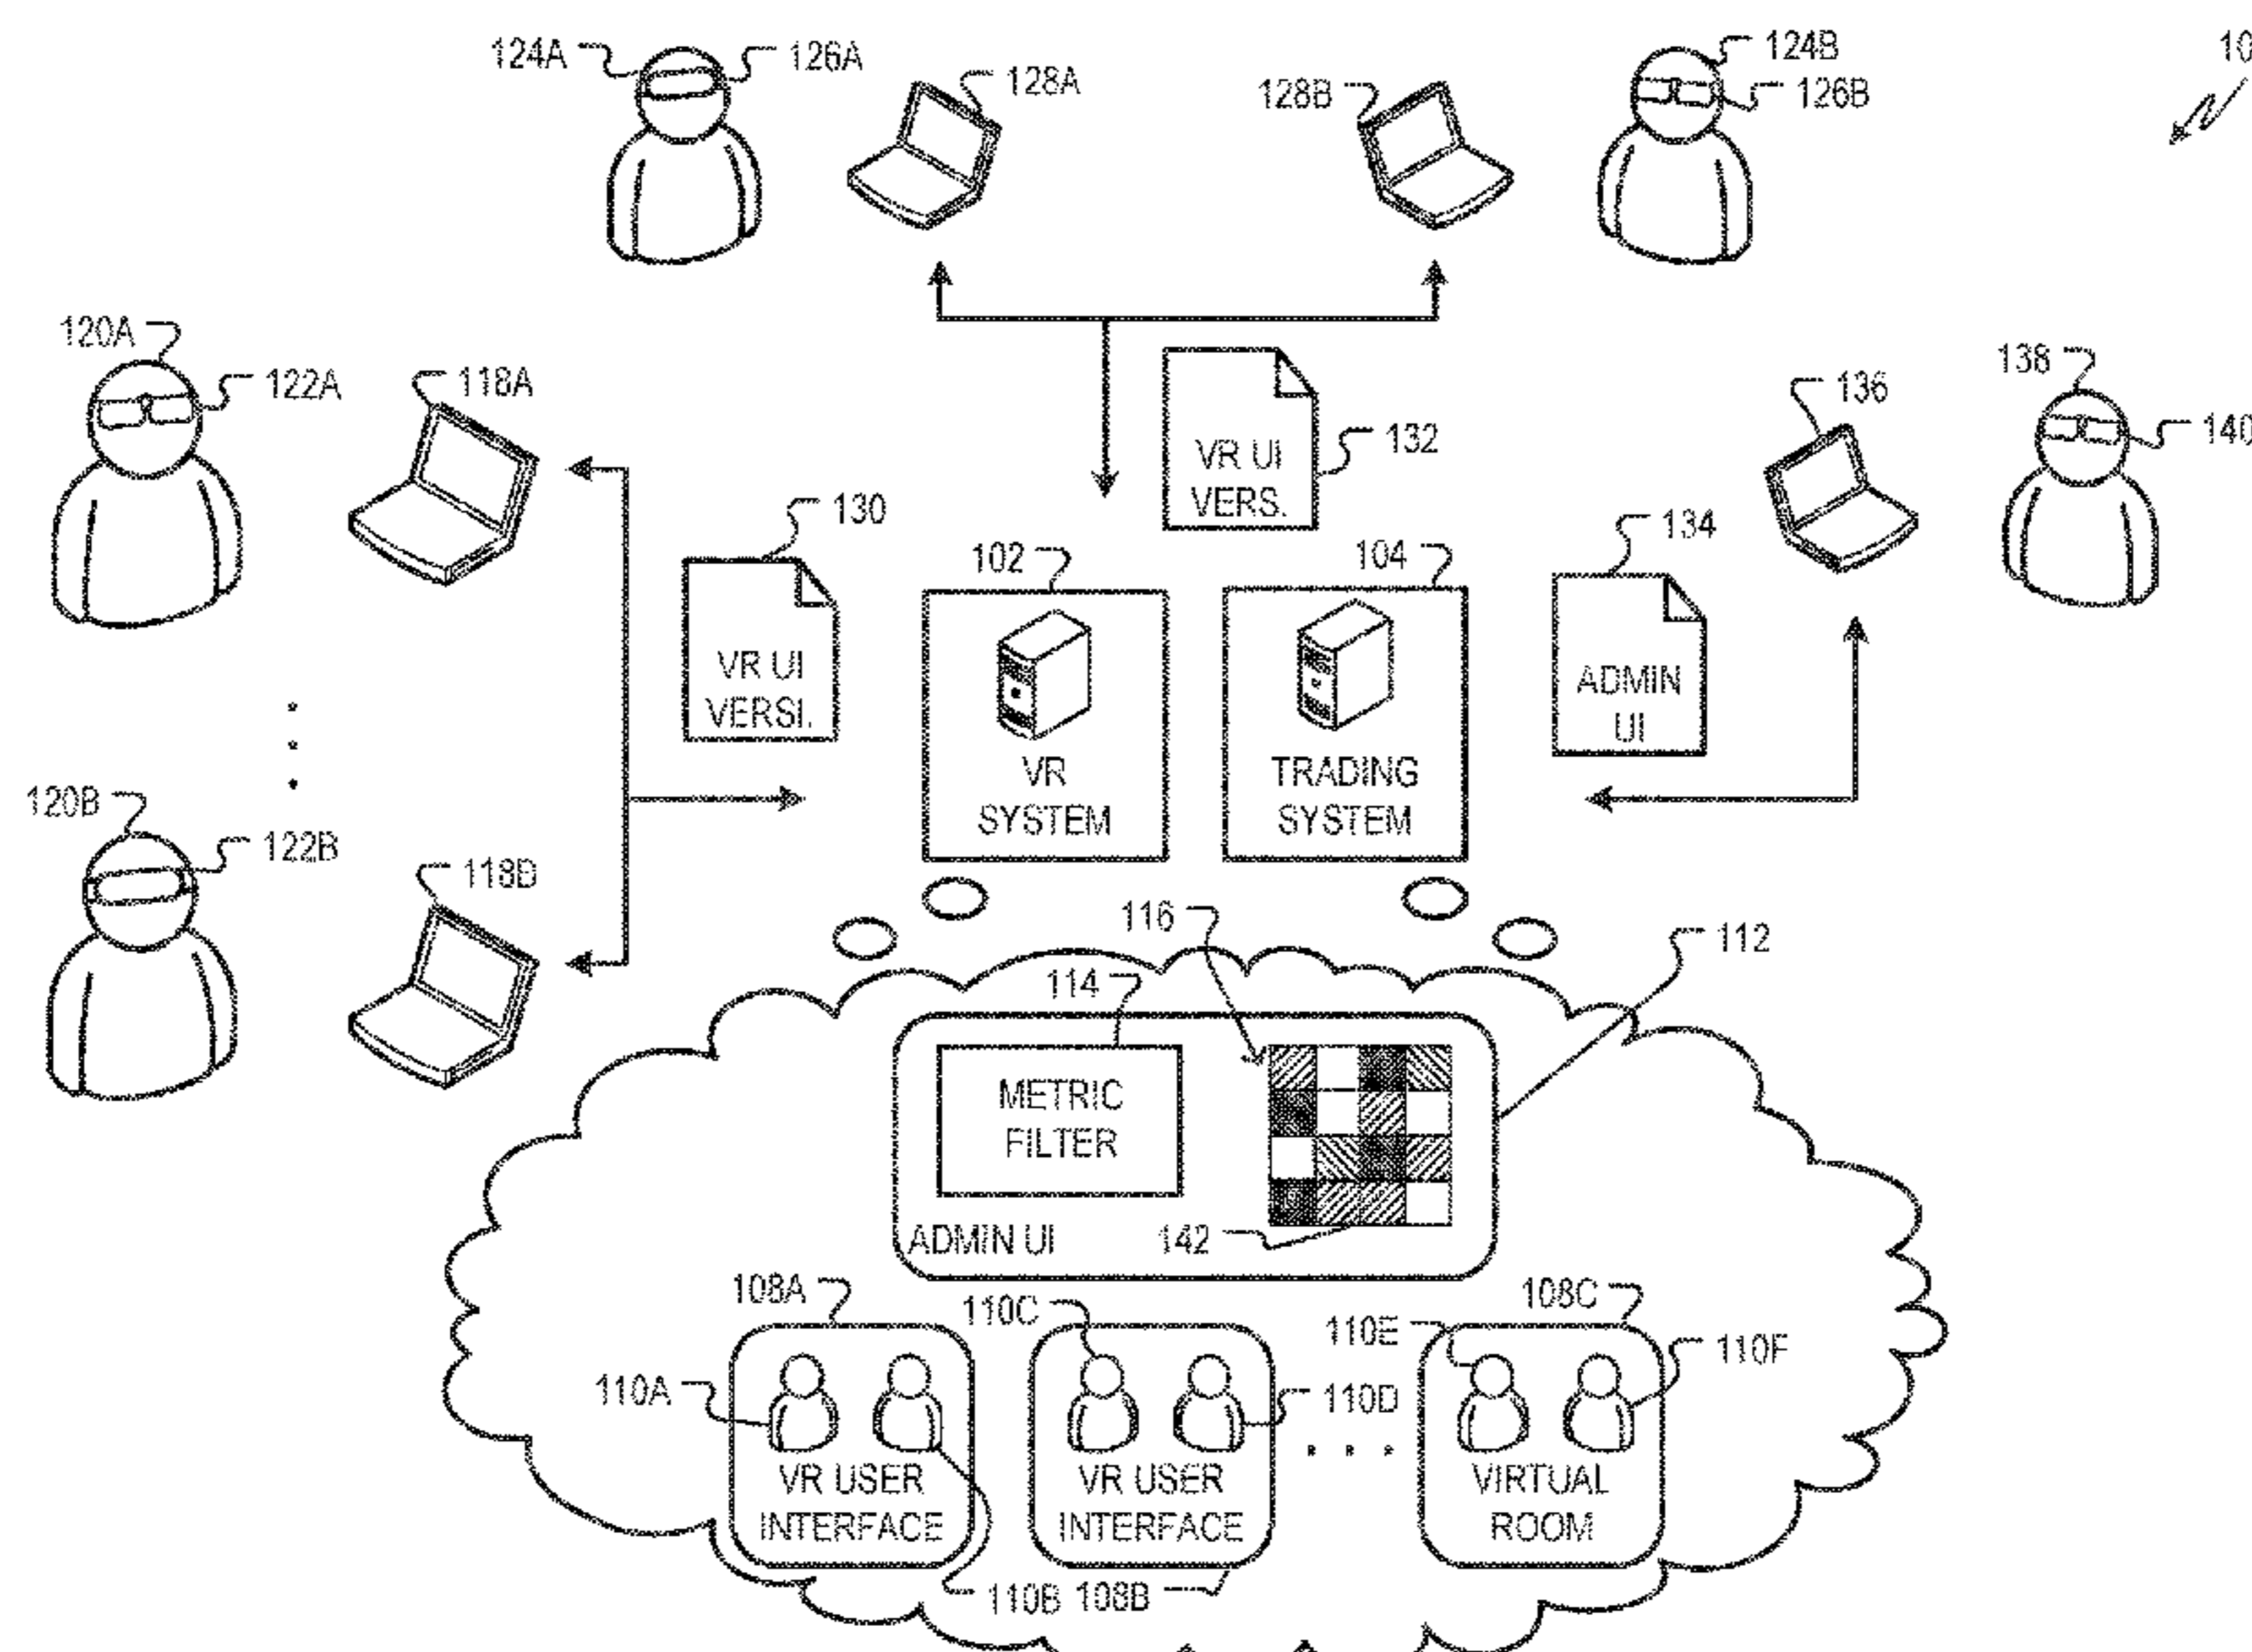 124A
126A
128A
128B
124B
126B
10
120A
122A
118A
132
VR UI
VERS.
136
138
140
130
VR UI
VERSI.
102
VR
SYSTEM
104
TRADING
SYSTEM
134
ADMIN
UI
120B
122B
118D
116
112
114
METRIC
FILTER
ADMIN UI
142
108A
110C
108C
110E
110F
110A
110D
VR USER
INTERFACE
VR USER
INTERFACE
. . .
VIRTUAL
ROOM
110B
108B